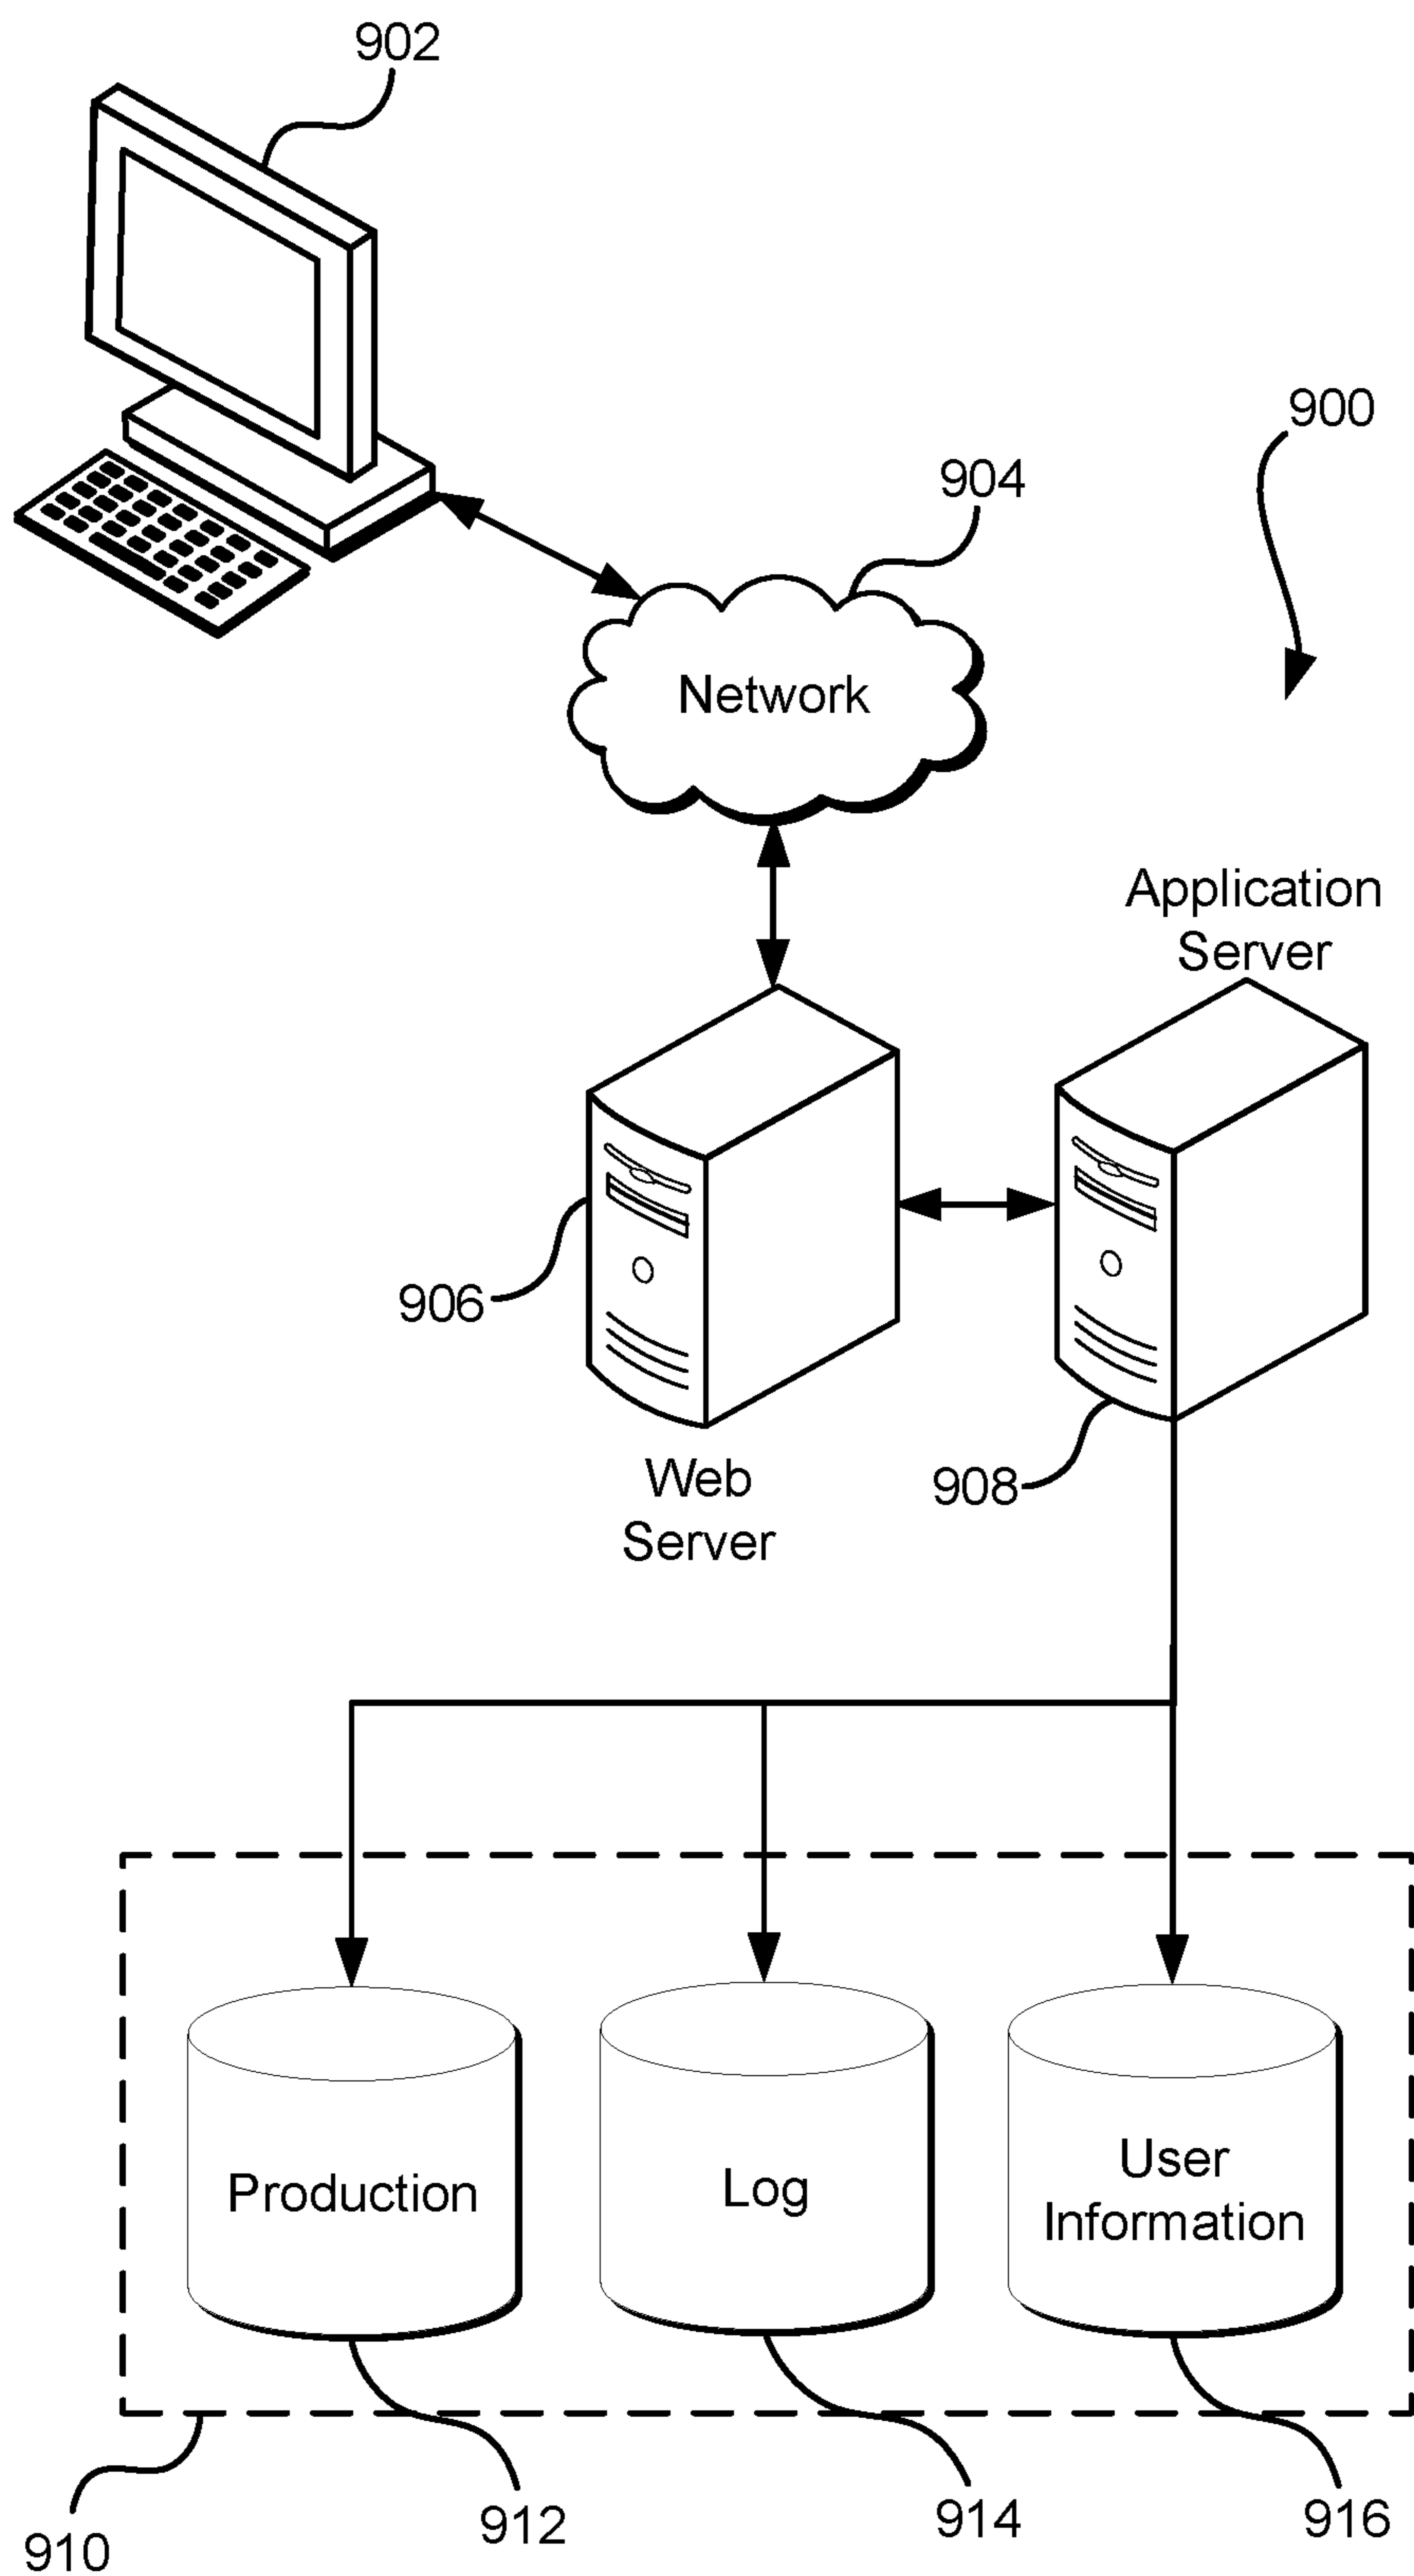 902
900
904
Network
Application
Server
906
908
Web
Server
Production
Log
User
Information
910
912
914
916